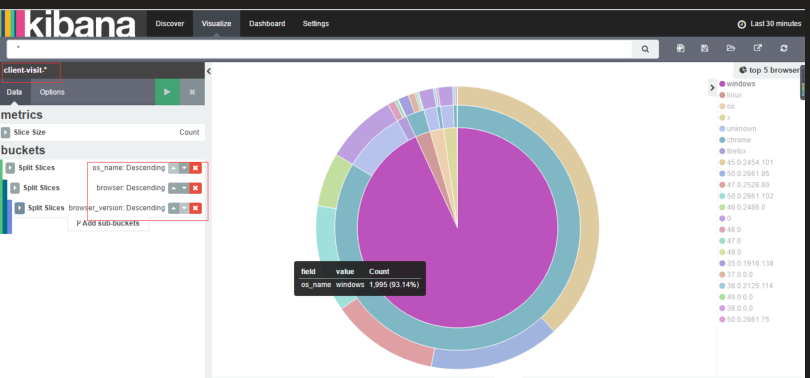 kibana
Discover Visualize Dashboard Settings
Last 30 minutes
*
client-visit-*
Data Options
metrics
Slice Size Count
buckets
Split Slices os_name: Descending
Split Slices browser: Descending
Split Slices browser_version: Descending
Add sub-buckets
field value Count
os_name windows 1,995 (93.14%)
top 5 browser
windows
linux
os
x
unknown
chrome
firefox
45.0.2454.101
50.0.2661.95
47.0.2526.80
50.0.2661.102
46.0.2486.0
0
48.0
47.0
49.0
35.0.1916.138
37.0.0.0
38.0.2125.114
49.0.0.0
38.0.0.0
50.0.2661.75